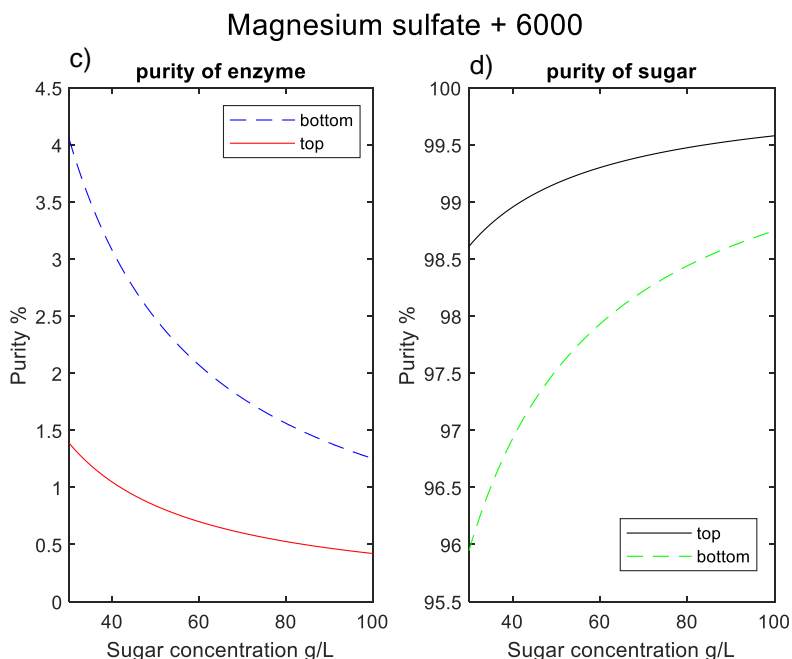 Magnesium sulfate + 6000
c)
purity of enzyme
4.5
4
3.5
3
2.5
2
1.5
1
0.5
0
Purity %
bottom
top
40 60 80 100
Sugar concentration g/L
d)
purity of sugar
100
99.5
99
98.5
98
97.5
97
96.5
96
95.5
Purity %
top
bottom
40 60 80 100
Sugar concentration g/L